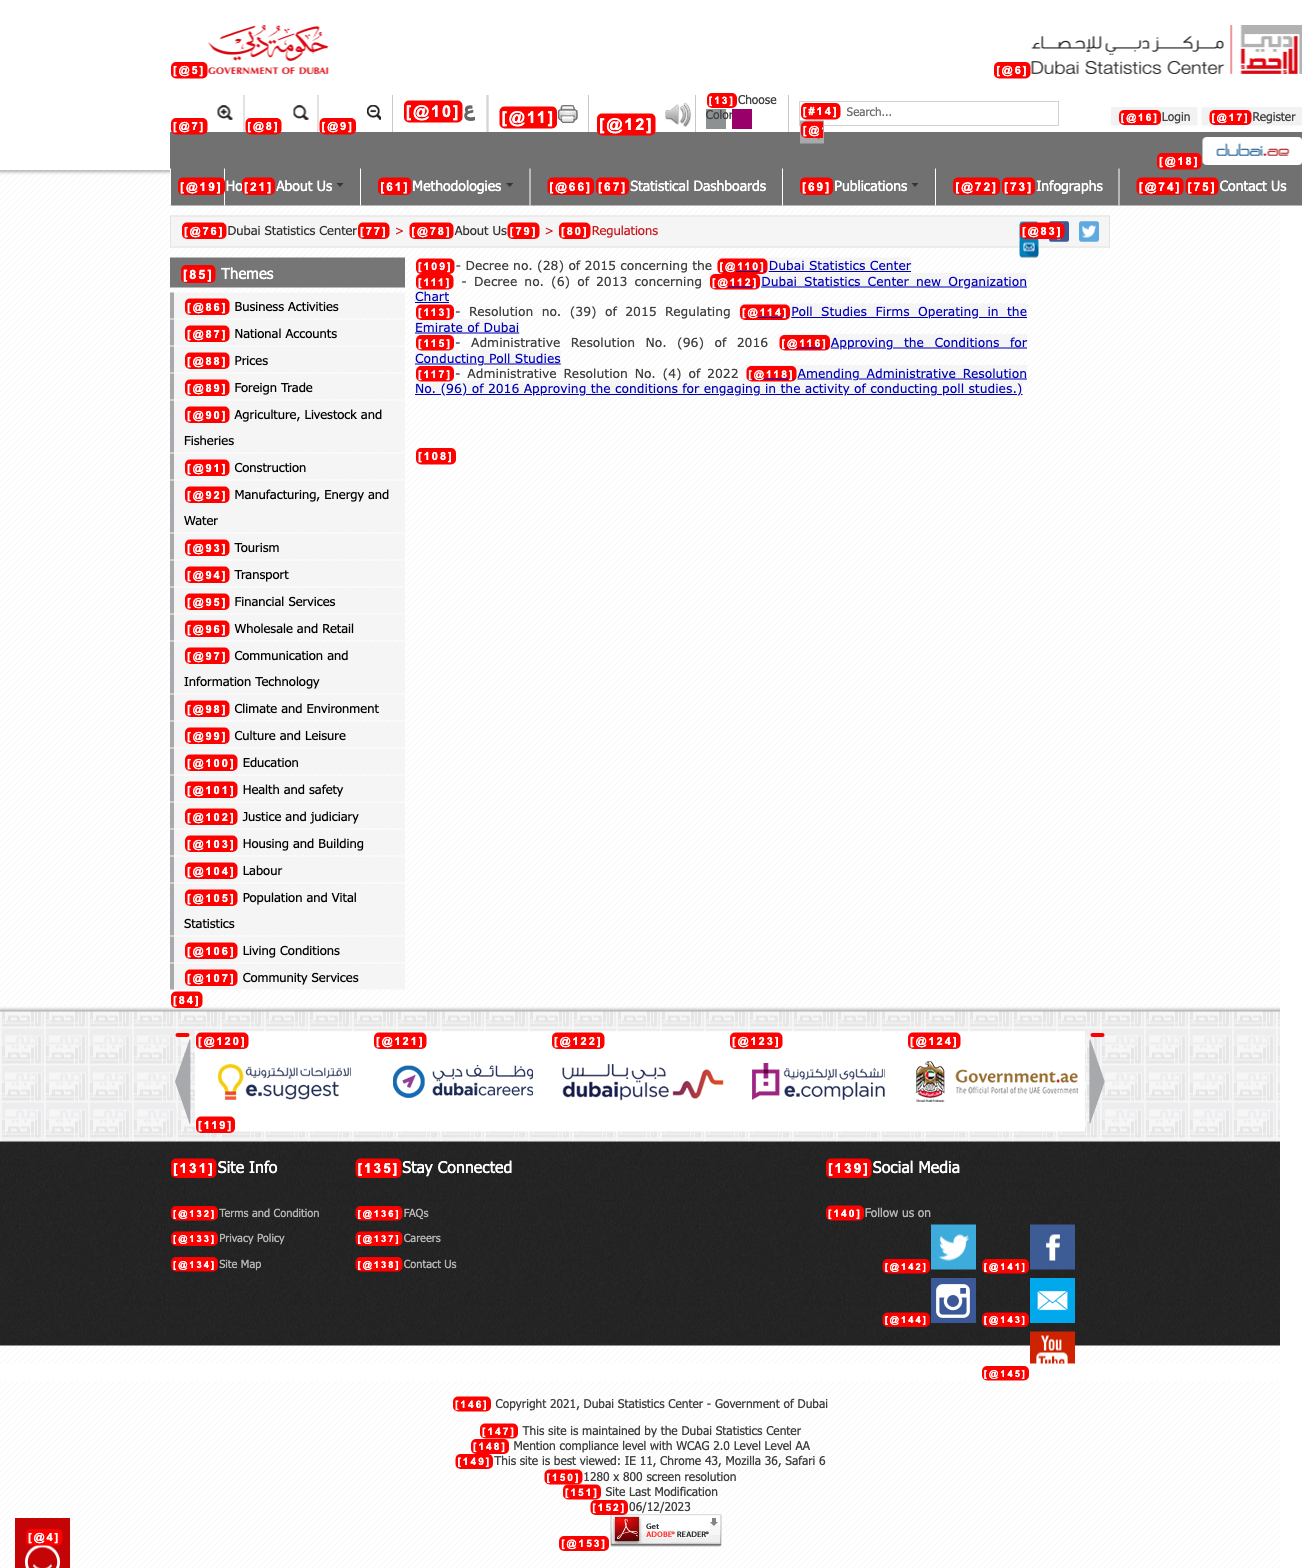 حكومة دبي
[@5] GOVERNMENT OF DUBAI
مركز دبي للإحصاء
[@6] Dubai Statistics Center
[@7] [@8] [@9] [@10] ع [@11] [@12] [13] Choose Color [#14] Search... [@16] Login [@17] Register
[@18] dubai.ae
[@19] Ho [21] About Us [61] Methodologies [@66] [67] Statistical Dashboards [69] Publications [@72] [73] Infographs [@74] [75] Contact Us
[@76] Dubai Statistics Center [77] > [@78] About Us [79] > [80] Regulations [@83]
[85] Themes
[@86] Business Activities
[@87] National Accounts
[@88] Prices
[@89] Foreign Trade
[@90] Agriculture, Livestock and
Fisheries
[@91] Construction
[@92] Manufacturing, Energy and
Water
[@93] Tourism
[@94] Transport
[@95] Financial Services
[@96] Wholesale and Retail
[@97] Communication and
Information Technology
[@98] Climate and Environment
[@99] Culture and Leisure
[@100] Education
[@101] Health and safety
[@102] Justice and judiciary
[@103] Housing and Building
[@104] Labour
[@105] Population and Vital
Statistics
[@106] Living Conditions
[@107] Community Services
[84]
[109] - Decree no. (28) of 2015 concerning the [@110] Dubai Statistics Center
[111] - Decree no. (6) of 2013 concerning [@112] Dubai Statistics Center new Organization
Chart
[113] - Resolution no. (39) of 2015 Regulating [@114] Poll Studies Firms Operating in the
Emirate of Dubai
[115] - Administrative Resolution No. (96) of 2016 [@116] Approving the Conditions for
Conducting Poll Studies
[117] - Administrative Resolution No. (4) of 2022 [@118] Amending Administrative Resolution
No. (96) of 2016 Approving the conditions for engaging in the activity of conducting poll studies.)
[108]
[@120] [@121] [@122] [@123] [@124]
الاقتراحات الإلكترونية
e.suggest
وظائف دبي
dubaicareers
دبي بالس
dubaipulse
الشكاوى الإلكترونية
e.complain
Government.ae
The Official Portal of the UAE Government
[119]
[131] Site Info
[@132] Terms and Condition
[@133] Privacy Policy
[@134] Site Map
[135] Stay Connected
[@136] FAQs
[@137] Careers
[@138] Contact Us
[139] Social Media
[140] Follow us on
[@142] [@141]
[@144] [@143]
You
Tube
[@145]
[146] Copyright 2021, Dubai Statistics Center - Government of Dubai
[147] This site is maintained by the Dubai Statistics Center
[148] Mention compliance level with WCAG 2.0 Level Level AA
[149] This site is best viewed: IE 11, Chrome 43, Mozilla 36, Safari 6
[150] 1280 x 800 screen resolution
[151] Site Last Modification
[152] 06/12/2023
[@153] Get
ADOBE® READER®
[@4]